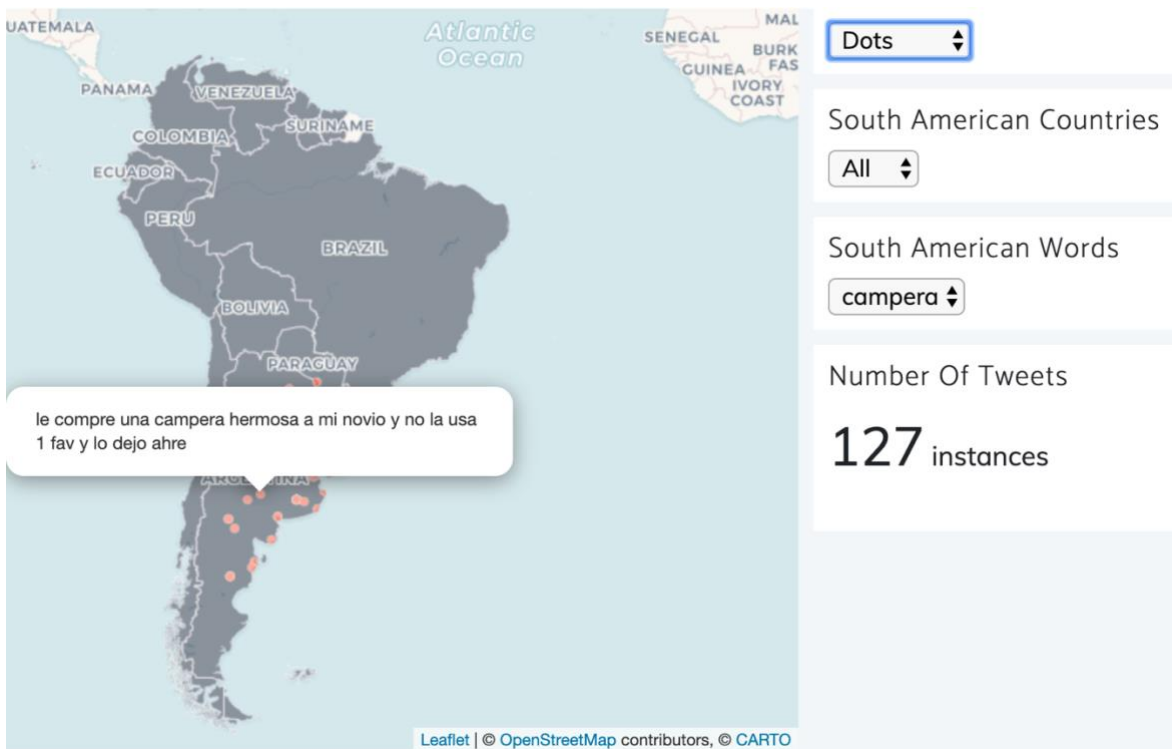 UATEMALA
Atlantic
Ocean
MAL
SENEGAL
BURK
FAS
GUINEA
IVORY
COAST
PANAMA
VENEZUELA
SURINAME
COLOMBIA
ECUADOR
PERU
BRAZIL
BOLIVIA
PARAGUAY
le compre una campera hermosa a mi novio y no la usa
1 fav y lo dejo ahre
Leaflet | © OpenStreetMap contributors, © CARTO
Dots
South American Countries
All
South American Words
campera
Number Of Tweets
127 instances